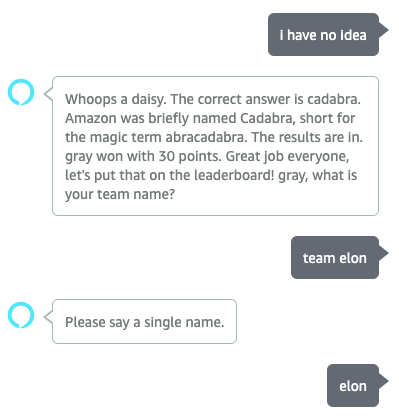 i have no idea
Whoops a daisy. The correct answer is cadabra.
Amazon was briefly named Cadabra, short for
the magic term abracadabra. The results are in.
gray won with 30 points. Great job everyone,
let's put that on the leaderboard! gray, what is
your team name?
team elon
Please say a single name.
elon